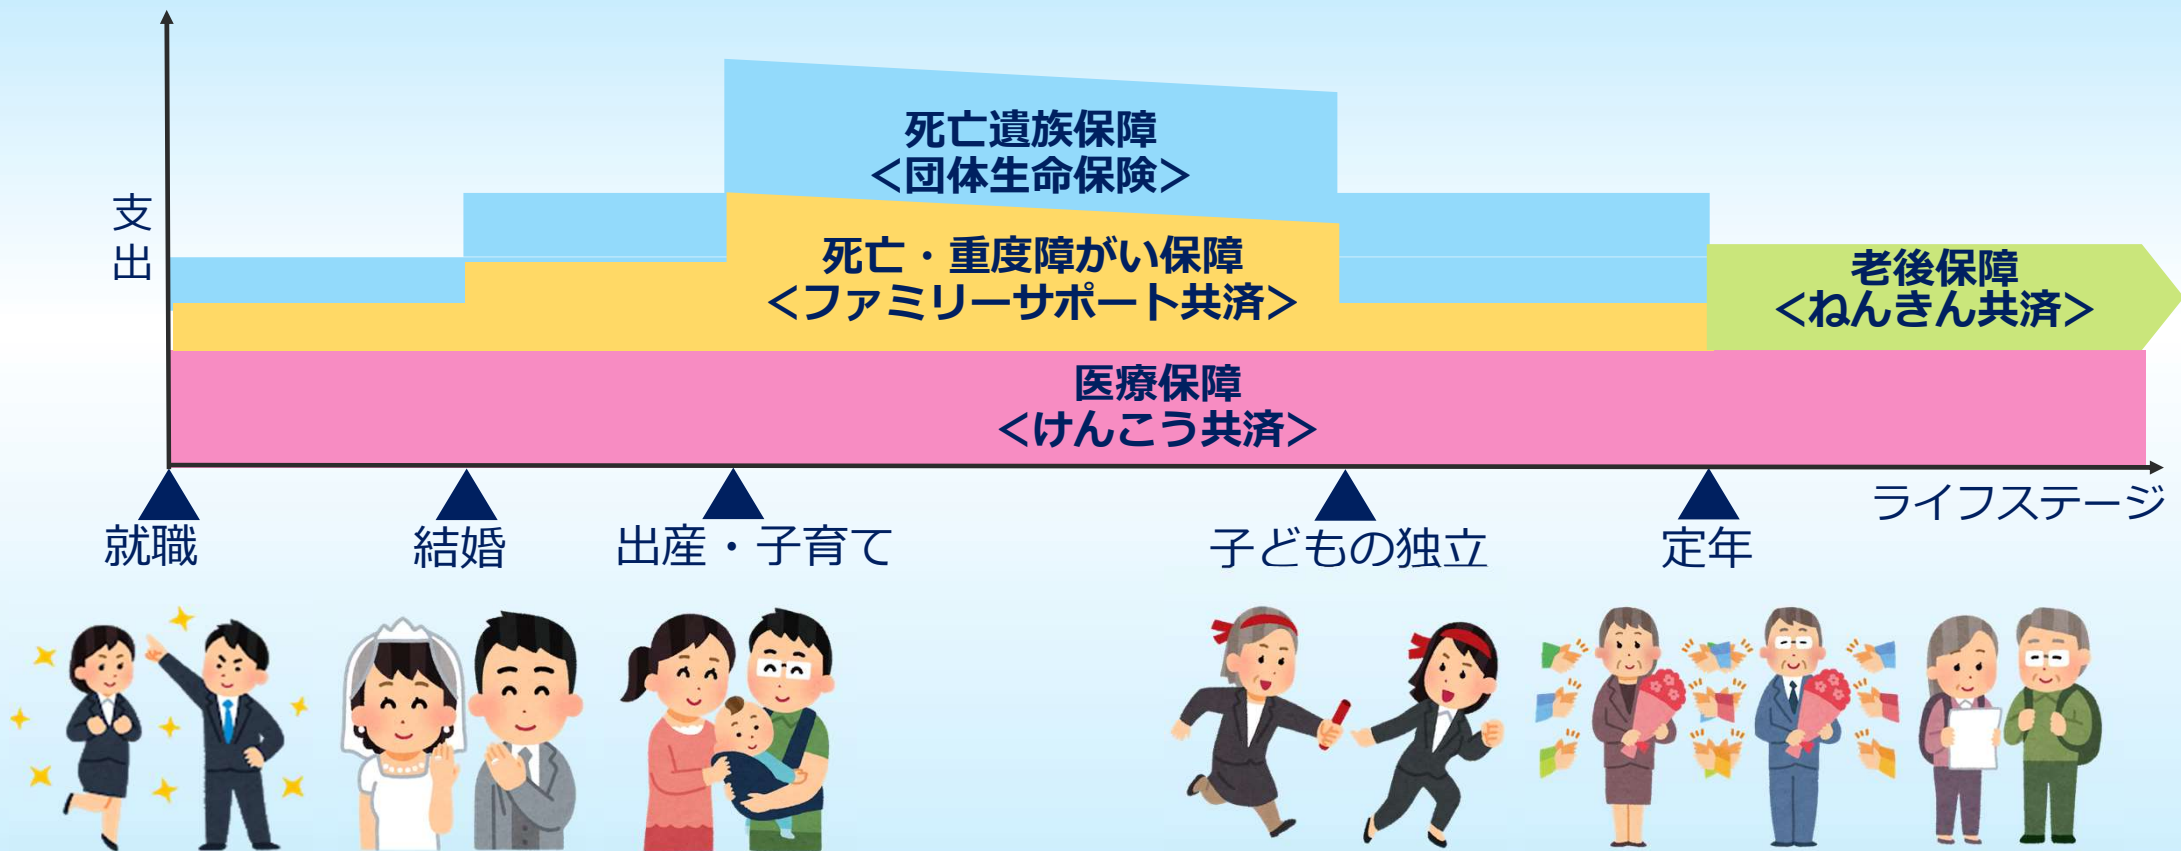 支出
死亡遺族保障
<団体生命保険>
死亡・重度障がい保障
<ファミリーサポート共済>
老後保障
<ねんきん共済>
医療保障
<けんこう共済>
ライフステージ
就職
結婚
出産・子育て
子どもの独立
定年